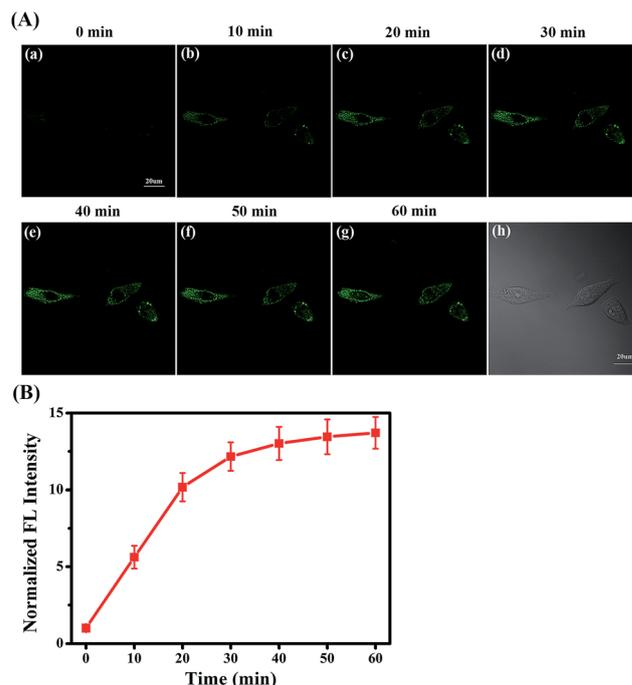 (A)
0 min 10 min 20 min 30 min
(a) (b) (c) (d)
20um
40 min 50 min 60 min
(e) (f) (g) (h)
20um
(B)
15
10
5
0
Normalized FL Intensity
0 10 20 30 40 50 60
Time (min)